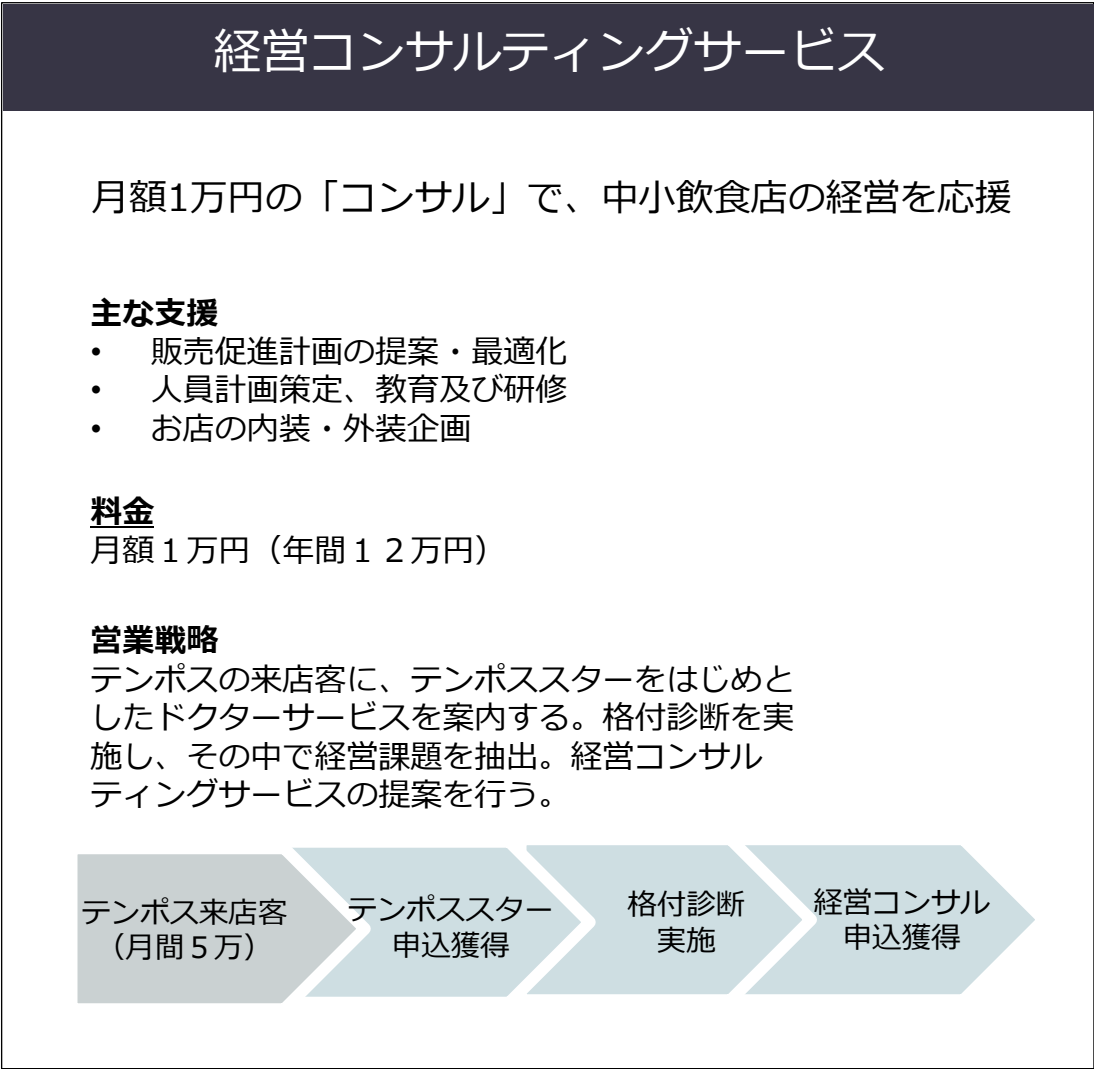 経営コンサルティングサービス
月額1万円の「コンサル」で、中小飲食店の経営を応援
主な支援
• 販売促進計画の提案・最適化
• 人員計画策定、教育及び研修
• お店の内装・外装企画
料金
月額１万円（年間１２万円）
営業戦略
テンポスの来店客に、テンポススターをはじめと
したドクターサービスを案内する。格付診断を実
施し、その中で経営課題を抽出。経営コンサル
ティングサービスの提案を行う。
テンポス来店客
（月間５万）
テンポススター
申込獲得
格付診断
実施
経営コンサル
申込獲得